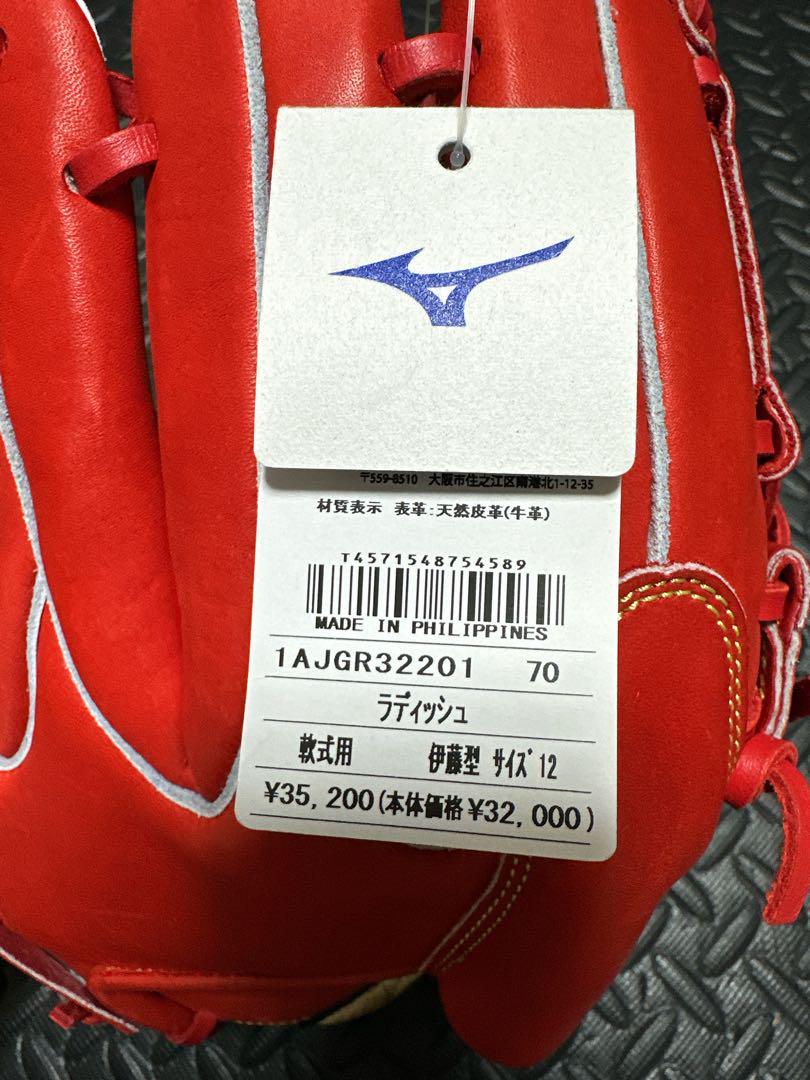 〒559-8510 大阪市住之江区南港北1-12-35
材質表示 表革:天然皮革(牛革)
T4571548754589
MADE IN PHILIPPINES
1AJGR32201 70
ラディッシュ
軟式用 伊藤型 サイズ12
¥35,200(本体価格¥32,000)